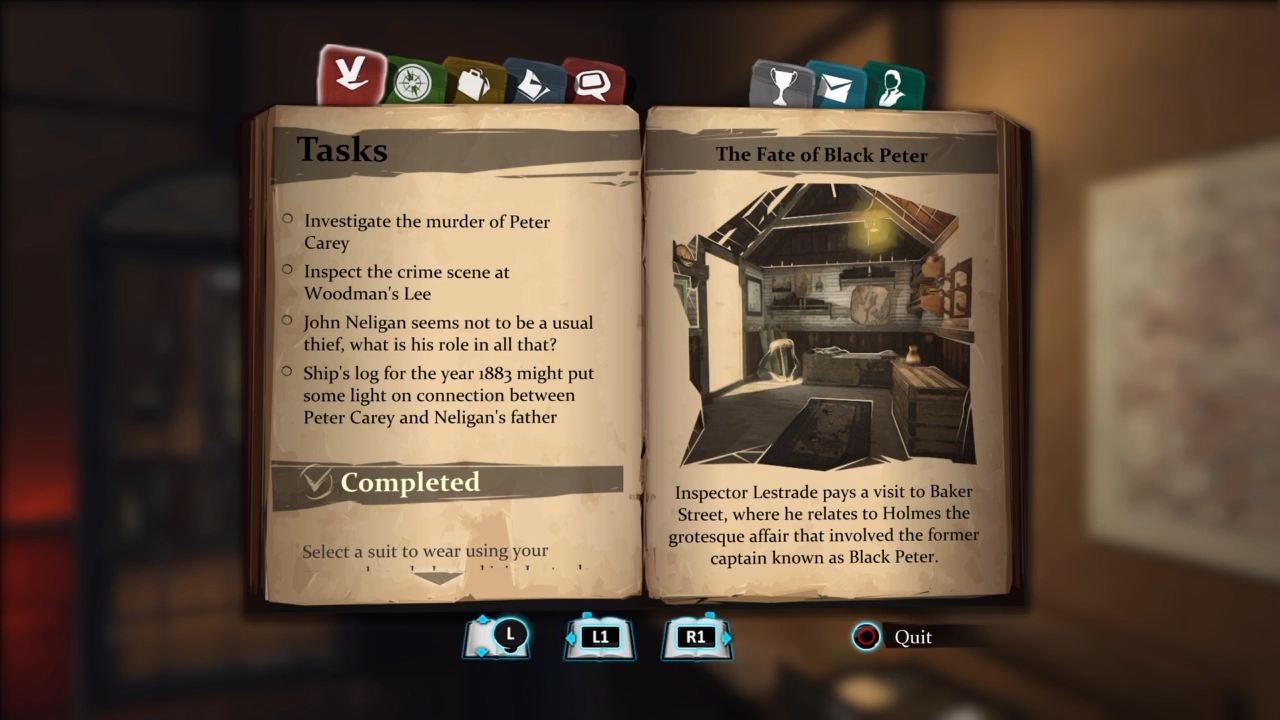 Tasks
Investigate the murder of Peter
Carey
Inspect the crime scene at
Woodman's Lee
John Neligan seems not to be a usual
thief, what is his role in all that?
Ship's log for the year 1883 might put
some light on connection between
Peter Carey and Neligan's father
Completed
Select a suit to wear using your
The Fate of Black Peter
Inspector Lestrade pays a visit to Baker
Street, where he relates to Holmes the
grotesque affair that involved the former
captain known as Black Peter.
L
L1
R1
Quit